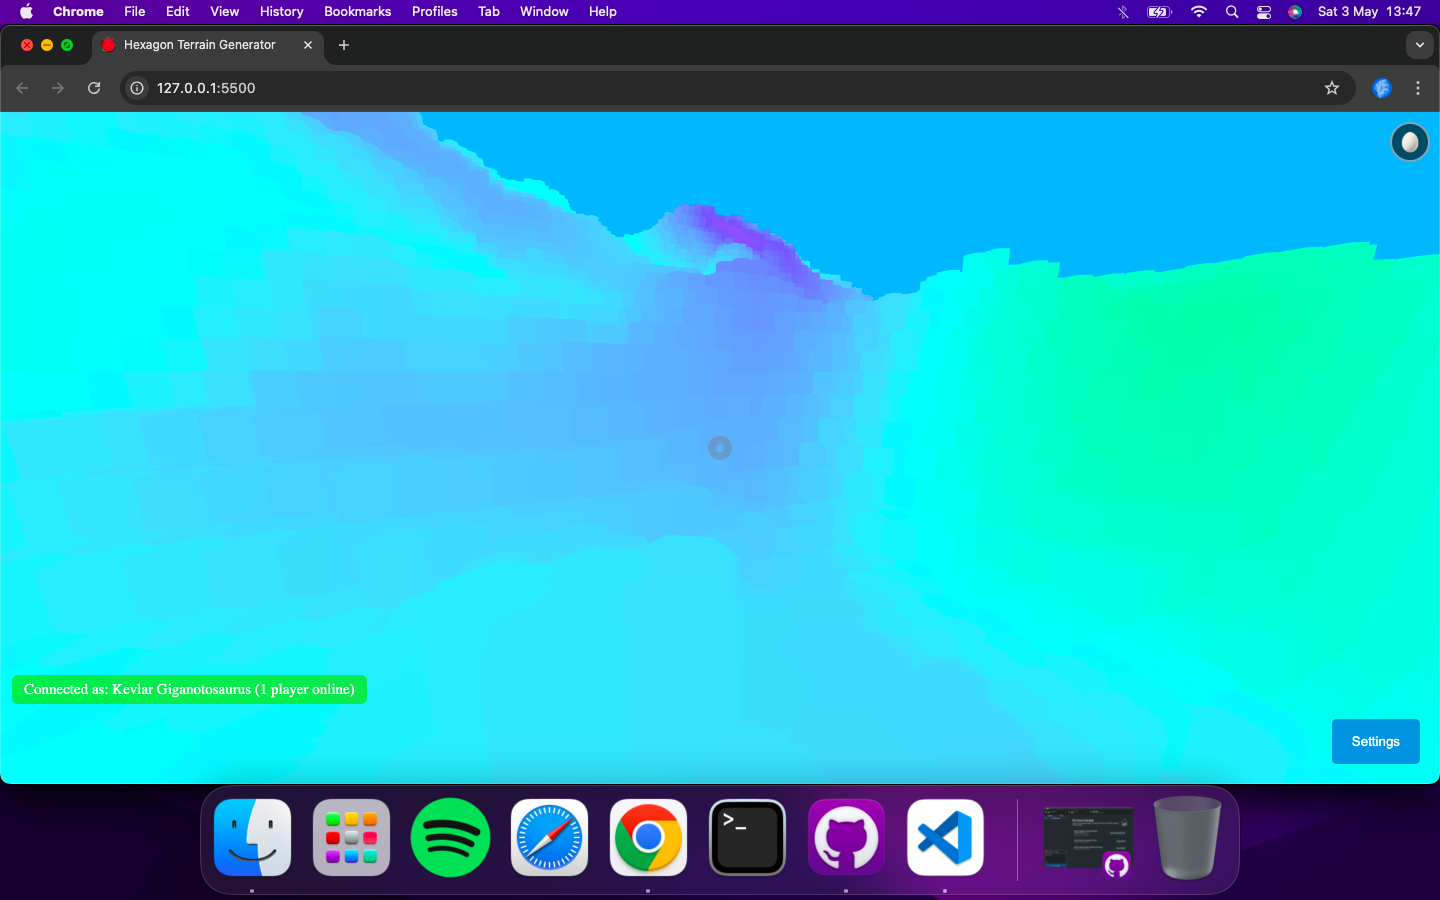 Chrome File Edit View History Bookmarks Profiles Tab Window Help Sat 3 May 13:47
Hexagon Terrain Generator
127.0.0.1:5500
Connected as: Kevlar Giganotosaurus (1 player online)
Settings
>_